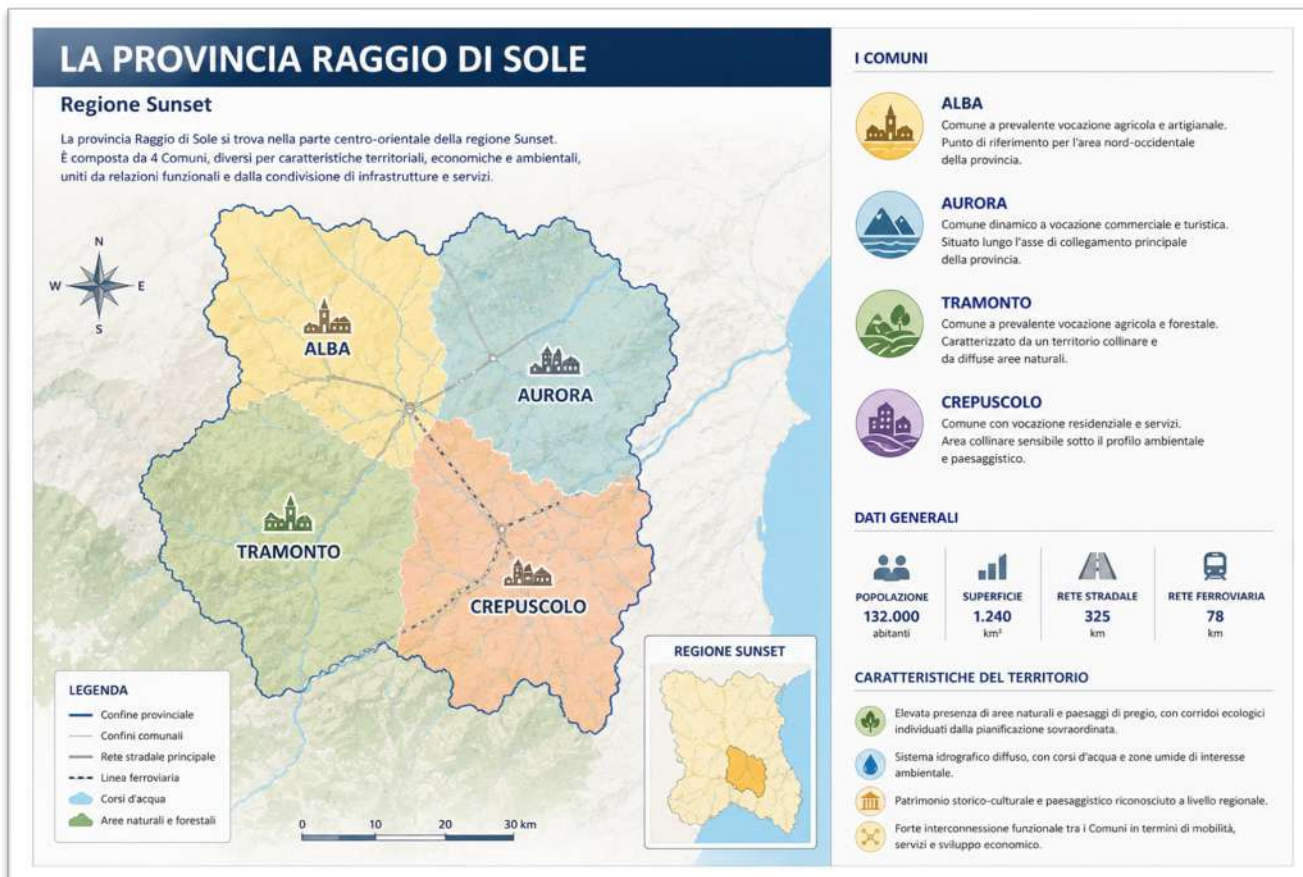 LA PROVINCIA RAGGIO DI SOLE
Regione Sunset
La provincia Raggio di Sole si trova nella parte centro-orientale della regione Sunset.
È composta da 4 Comuni, diversi per caratteristiche territoriali, economiche e ambientali,
uniti da relazioni funzionali e dalla condivisione di infrastrutture e servizi.
N
W
E
S
ALBA
AURORA
TRAMONTO
CREPUSCOLO
LEGENDA
Confine provinciale
Confini comunali
Rete stradale principale
Linea ferroviaria
Corsi d'acqua
Aree naturali e forestali
0 10 20 30 km
REGIONE SUNSET
I COMUNI
ALBA
Comune a prevalente vocazione agricola e artigianale.
Punto di riferimento per l'area nord-occidentale
della provincia.
AURORA
Comune dinamico a vocazione commerciale e turistica.
Situato lungo l'asse di collegamento principale
della provincia.
TRAMONTO
Comune a prevalente vocazione agricola e forestale.
Caratterizzato da un territorio collinare e
da diffuse aree naturali.
CREPUSCOLO
Comune con vocazione residenziale e servizi.
Area collinare sensibile sotto il profilo ambientale
e paesaggistico.
DATI GENERALI
POPOLAZIONE
132.000
abitanti
SUPERFICIE
1.240
km²
RETE STRADALE
325
km
RETE FERROVIARIA
78
km
CARATTERISTICHE DEL TERRITORIO
Elevata presenza di aree naturali e paesaggi di pregio, con corridoi ecologici
individuati dalla pianificazione sovraordinata.
Sistema idrografico diffuso, con corsi d'acqua e zone umide di interesse
ambientale.
Patrimonio storico-culturale e paesaggistico riconosciuto a livello regionale.
Forte interconnessione funzionale tra i Comuni in termini di mobilità,
servizi e sviluppo economico.